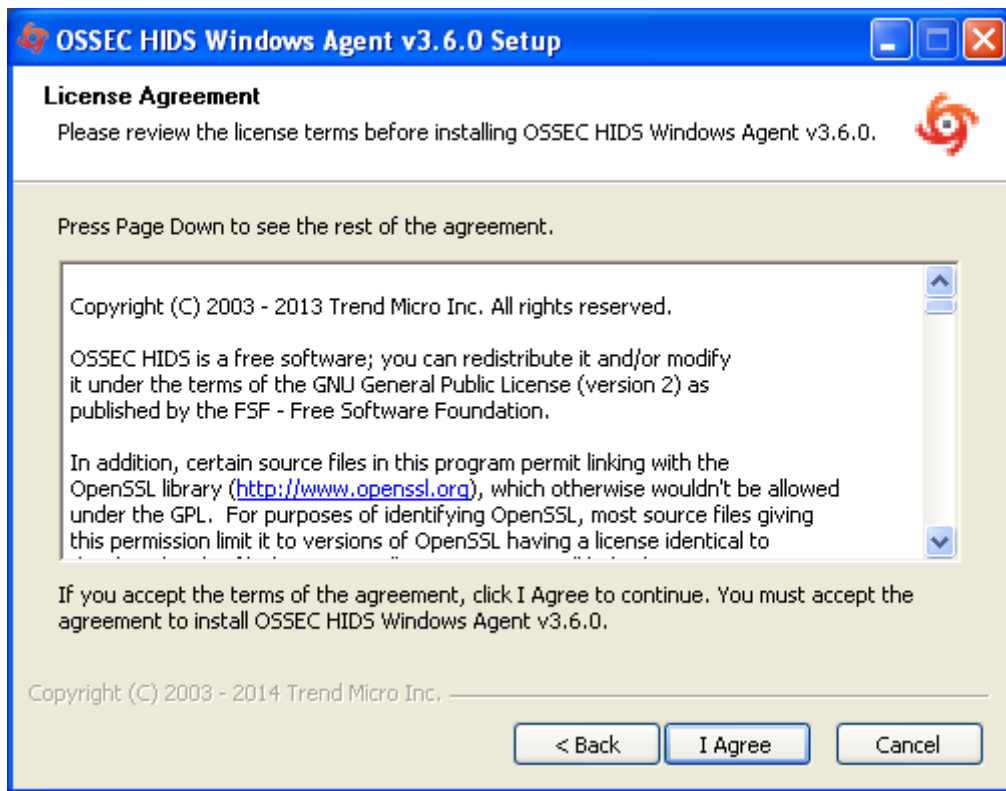 OSSEC HIDS Windows Agent v3.6.0 Setup
License Agreement
Please review the license terms before installing OSSEC HIDS Windows Agent v3.6.0.
Press Page Down to see the rest of the agreement.
Copyright (C) 2003 - 2013 Trend Micro Inc. All rights reserved.
OSSEC HIDS is a free software; you can redistribute it and/or modify
it under the terms of the GNU General Public License (version 2) as
published by the FSF - Free Software Foundation.
In addition, certain source files in this program permit linking with the
OpenSSL library (http://www.openssl.org), which otherwise wouldn't be allowed
under the GPL.  For purposes of identifying OpenSSL, most source files giving
this permission limit it to versions of OpenSSL having a license identical to
If you accept the terms of the agreement, click I Agree to continue. You must accept the
agreement to install OSSEC HIDS Windows Agent v3.6.0.
Copyright (C) 2003 - 2014 Trend Micro Inc.
< Back
I Agree
Cancel